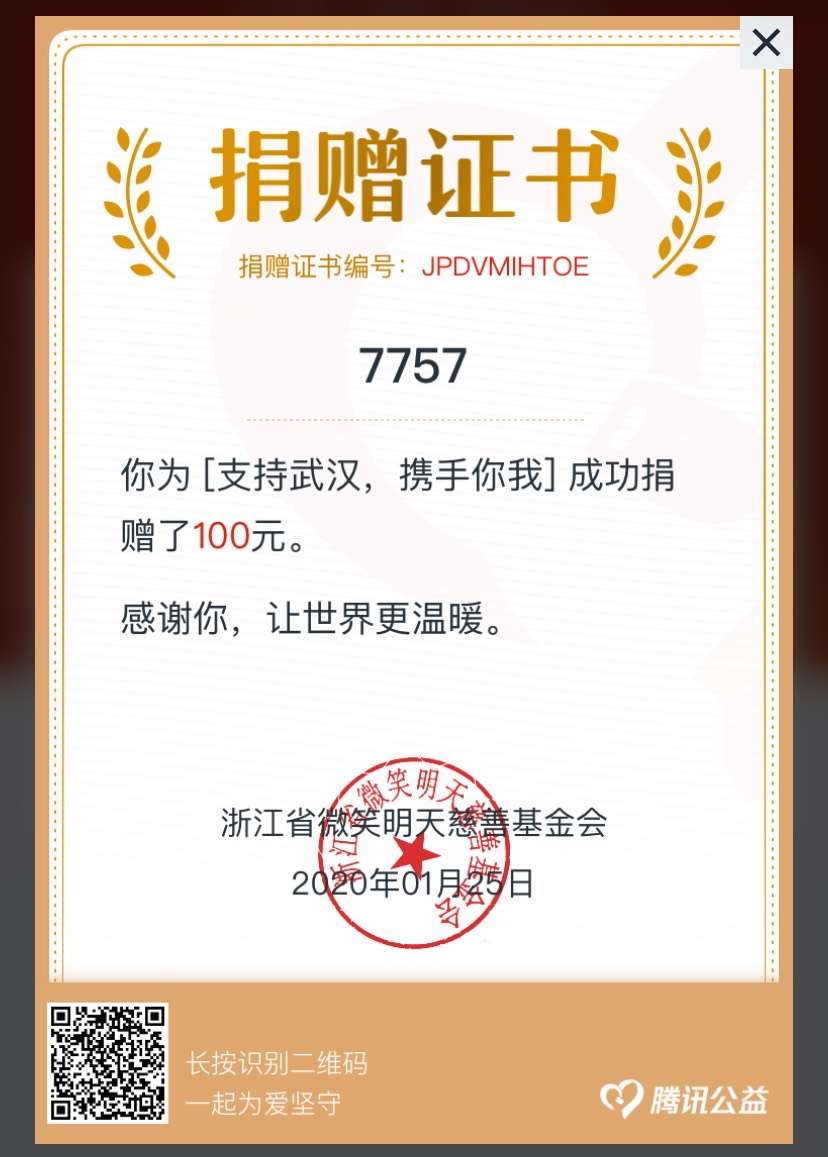 捐赠证书
捐赠证书编号：JPDVMIHTOE
7757
你为 [支持武汉，携手你我] 成功捐
赠了100元。
感谢你，让世界更温暖。
浙江省微笑明天慈善基金会
浙江省微笑明天慈善基金会
2020年01月25日
长按识别二维码
一起为爱坚守
腾讯公益